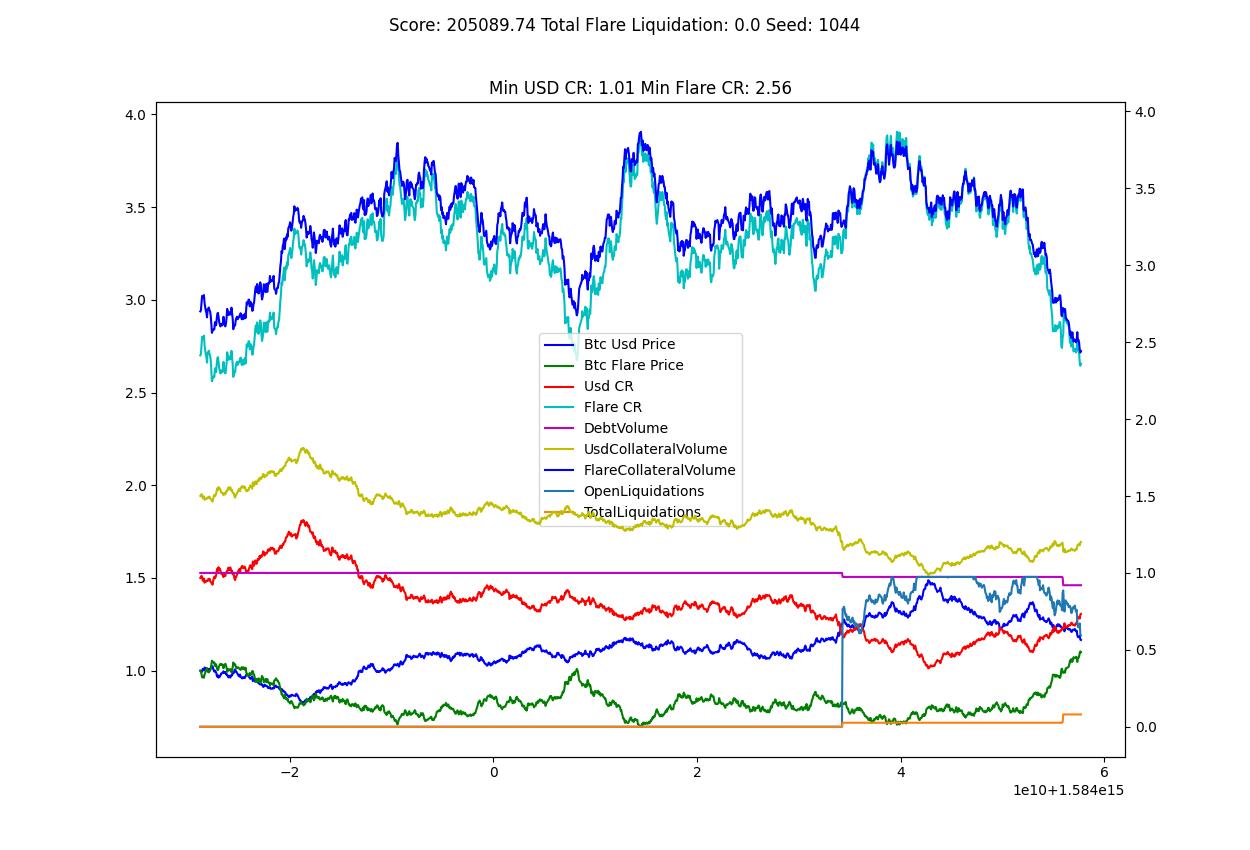 Score: 205089.74 Total Flare Liquidation: 0.0 Seed: 1044
Min USD CR: 1.01 Min Flare CR: 2.56
4.0
3.5
3.0
2.5
2.0
1.5
1.0
4.0
3.5
3.0
2.5
2.0
1.5
1.0
0.5
0.0
Btc Usd Price
Btc Flare Price
Usd CR
Flare CR
DebtVolume
UsdCollateralVolume
FlareCollateralVolume
OpenLiquidations
TotalLiquidations
−2
0
2
4
6
1e10+1.584e15